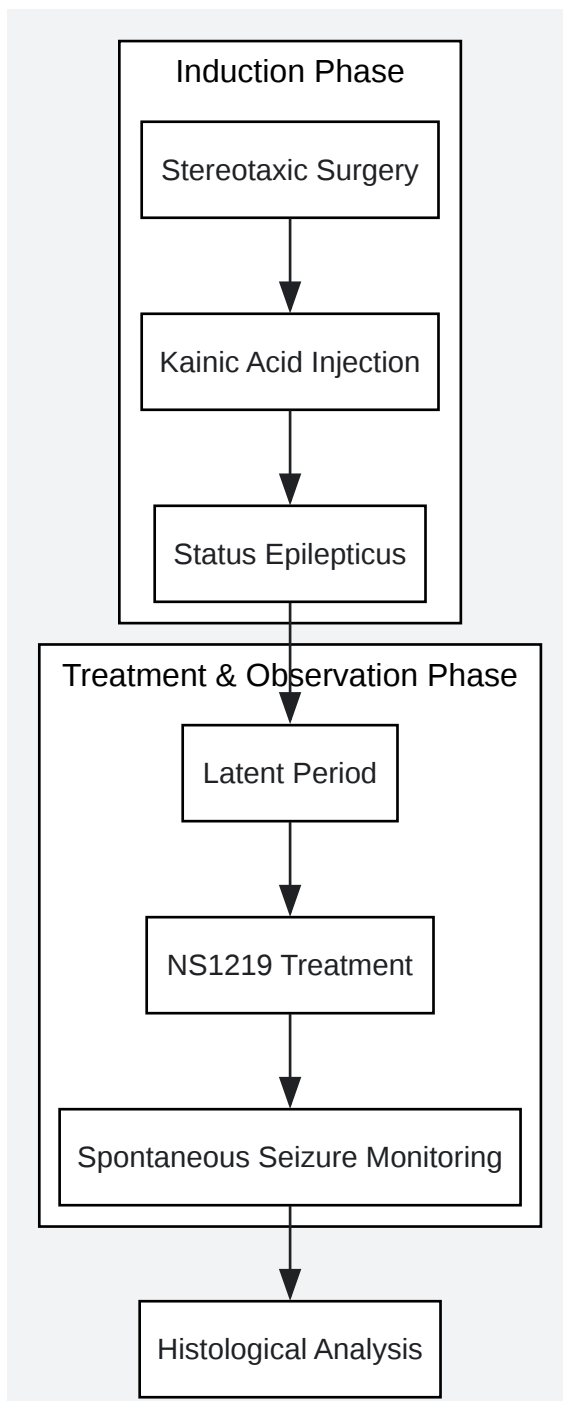 Induction Phase
Stereotaxic Surgery
Kainic Acid Injection
Status Epilepticus
Treatment & Observation Phase
Latent Period
NS1219 Treatment
Spontaneous Seizure Monitoring
Histological Analysis